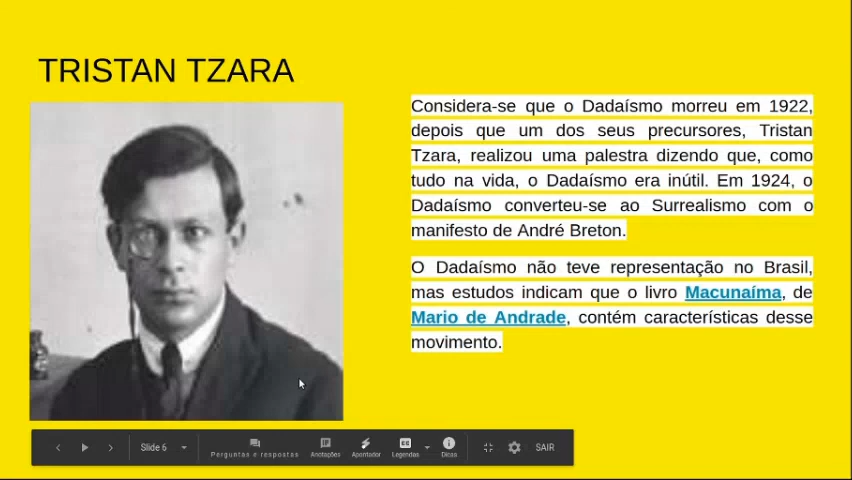 TRISTAN TZARA
Considera-se que o Dadaísmo morreu em 1922,
depois que um dos seus precursores, Tristan
Tzara, realizou uma palestra dizendo que, como
tudo na vida, o Dadaísmo era inútil. Em 1924, o
Dadaísmo converteu-se ao Surrealismo com o
manifesto de André Breton.
O Dadaísmo não teve representação no Brasil,
mas estudos indicam que o livro Macunaíma, de
Mario de Andrade, contém características desse
movimento.
Slide 6
Perguntas e respostas
Anotações
Apontador
Legendas
Dicas
SAIR